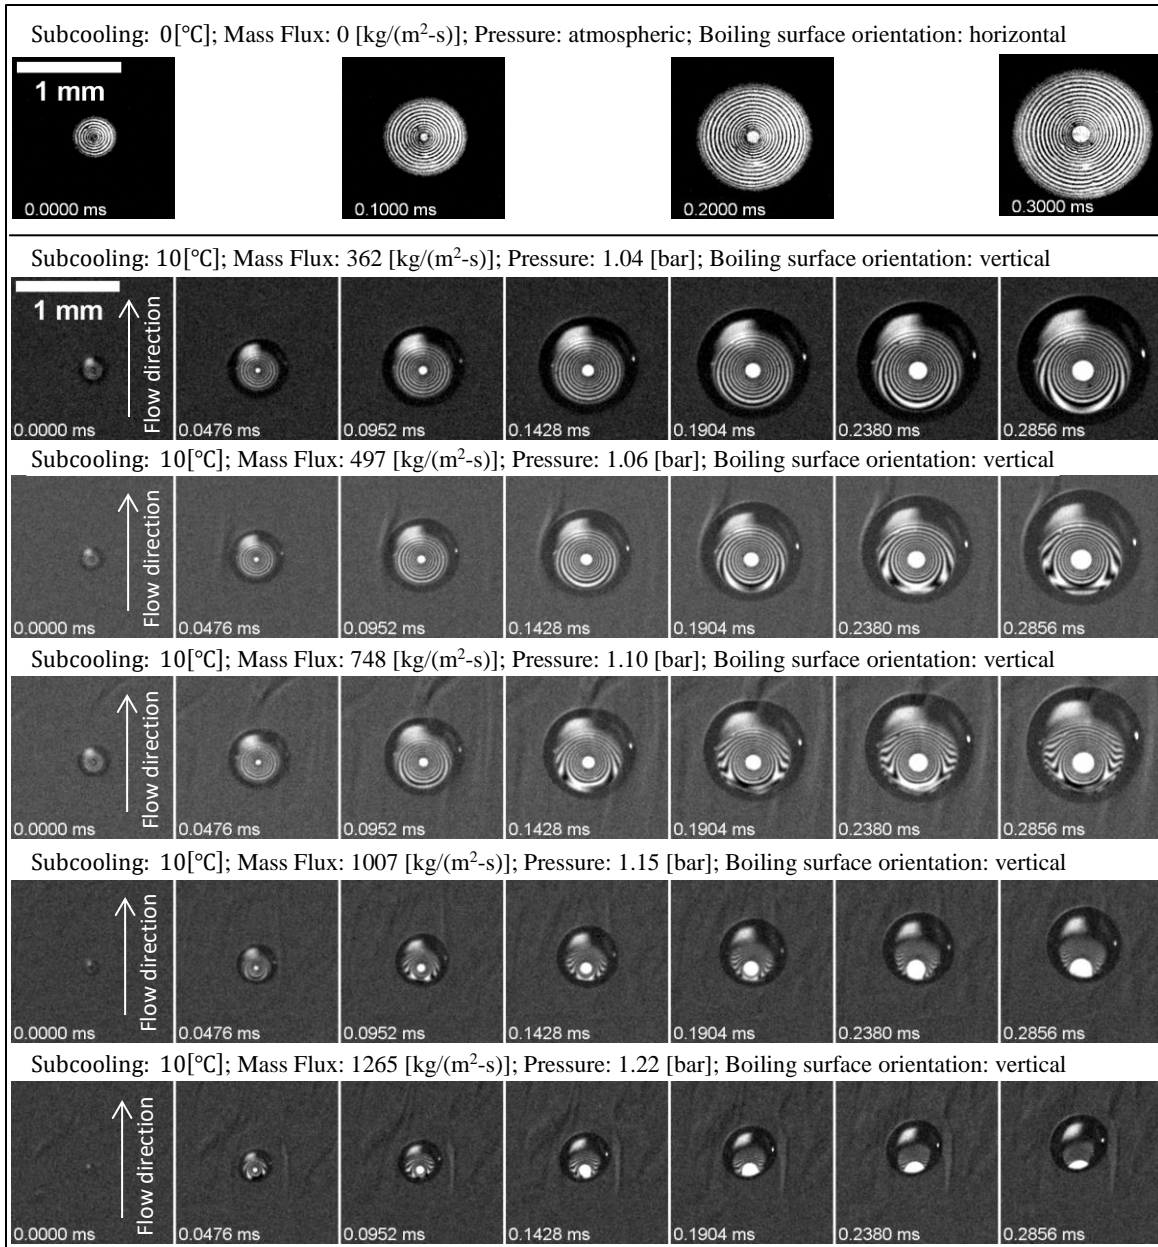 Subcooling: 0[°C]; Mass Flux: 0 [kg/(m²-s)]; Pressure: atmospheric; Boiling surface orientation: horizontal
1 mm
0.0000 ms 0.1000 ms 0.2000 ms 0.3000 ms
Subcooling: 10[°C]; Mass Flux: 362 [kg/(m²-s)]; Pressure: 1.04 [bar]; Boiling surface orientation: vertical
1 mm
Flow direction
0.0000 ms 0.0476 ms 0.0952 ms 0.1428 ms 0.1904 ms 0.2380 ms 0.2856 ms
Subcooling: 10[°C]; Mass Flux: 497 [kg/(m²-s)]; Pressure: 1.06 [bar]; Boiling surface orientation: vertical
Flow direction
0.0000 ms 0.0476 ms 0.0952 ms 0.1428 ms 0.1904 ms 0.2380 ms 0.2856 ms
Subcooling: 10[°C]; Mass Flux: 748 [kg/(m²-s)]; Pressure: 1.10 [bar]; Boiling surface orientation: vertical
Flow direction
0.0000 ms 0.0476 ms 0.0952 ms 0.1428 ms 0.1904 ms 0.2380 ms 0.2856 ms
Subcooling: 10[°C]; Mass Flux: 1007 [kg/(m²-s)]; Pressure: 1.15 [bar]; Boiling surface orientation: vertical
Flow direction
0.0000 ms 0.0476 ms 0.0952 ms 0.1428 ms 0.1904 ms 0.2380 ms 0.2856 ms
Subcooling: 10[°C]; Mass Flux: 1265 [kg/(m²-s)]; Pressure: 1.22 [bar]; Boiling surface orientation: vertical
Flow direction
0.0000 ms 0.0476 ms 0.0952 ms 0.1428 ms 0.1904 ms 0.2380 ms 0.2856 ms